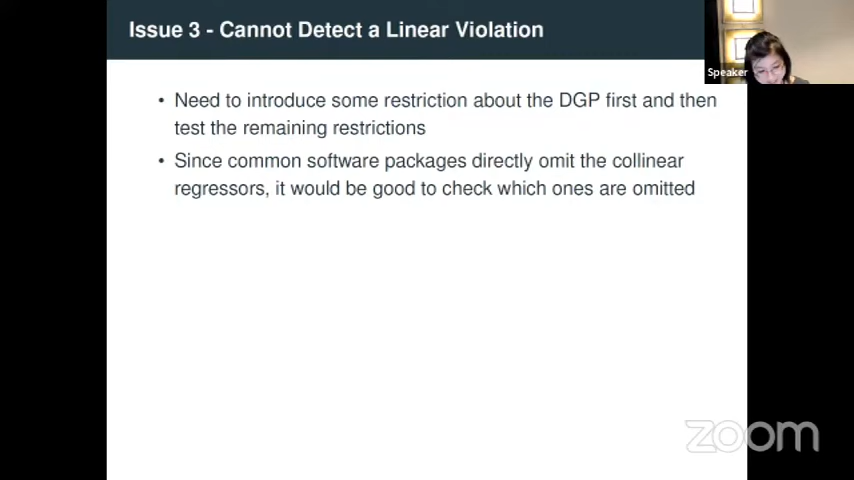 Issue 3 - Cannot Detect a Linear Violation
Speaker
• Need to introduce some restriction about the DGP first and then
test the remaining restrictions
• Since common software packages directly omit the collinear
regressors, it would be good to check which ones are omitted
zoom